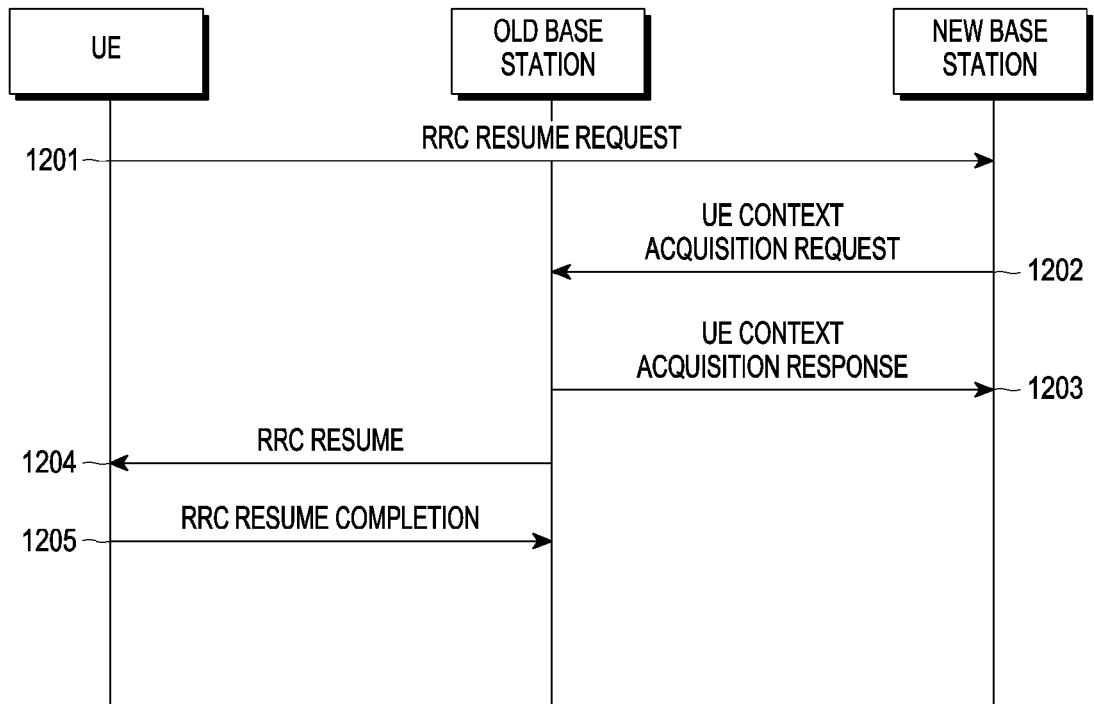 UE
OLD BASE
STATION
NEW BASE
STATION
RRC RESUME REQUEST
1201
UE CONTEXT
ACQUISITION REQUEST
1202
UE CONTEXT
ACQUISITION RESPONSE
1203
RRC RESUME
1204
RRC RESUME COMPLETION
1205